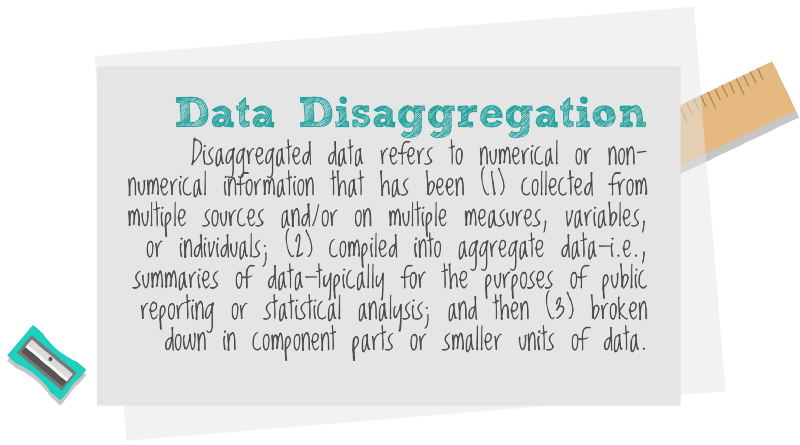 Data Disaggregation
Disaggregated data refers to numerical or non-
numerical information that has been (1) collected from
multiple sources and/or on multiple measures, variables,
or individuals; (2) compiled into aggregate data—i.e.,
summaries of data—typically for the purposes of public
reporting or statistical analysis; and then (3) broken
down in component parts or smaller units of data.